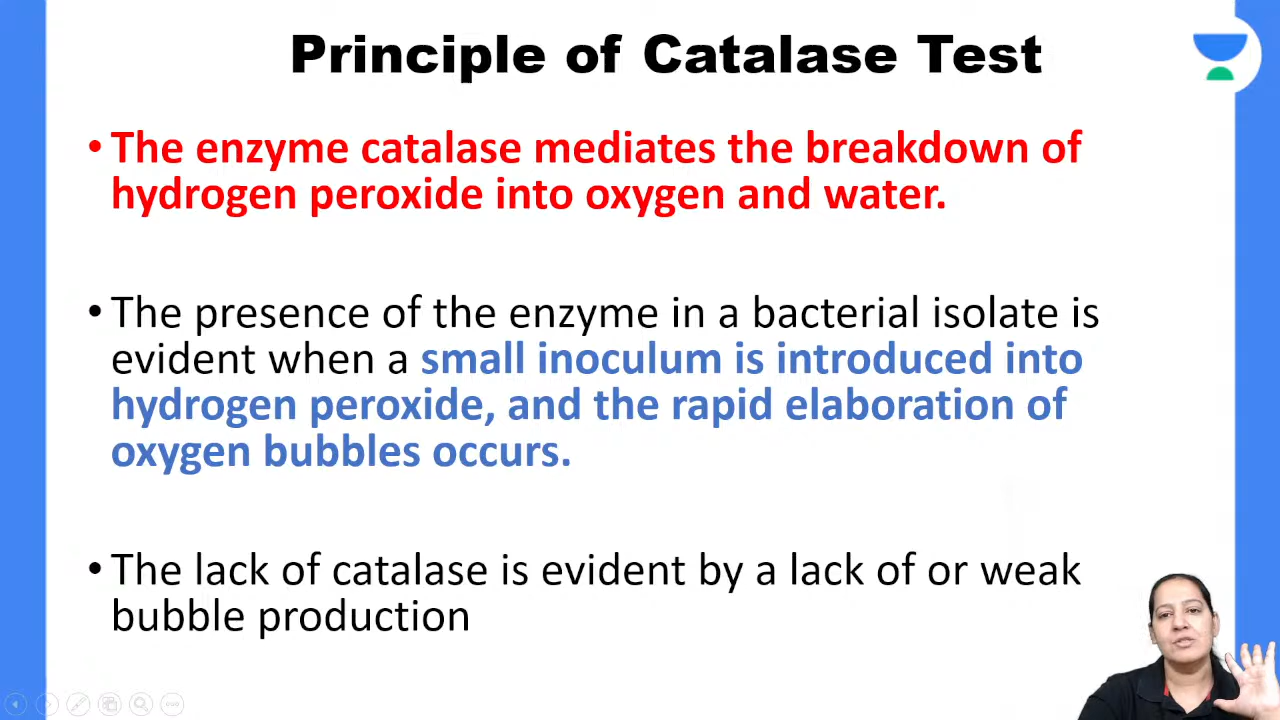 Principle of Catalase Test
• The enzyme catalase mediates the breakdown of
hydrogen peroxide into oxygen and water.
• The presence of the enzyme in a bacterial isolate is
evident when a small inoculum is introduced into
hydrogen peroxide, and the rapid elaboration of
oxygen bubbles occurs.
• The lack of catalase is evident by a lack of or weak
bubble production